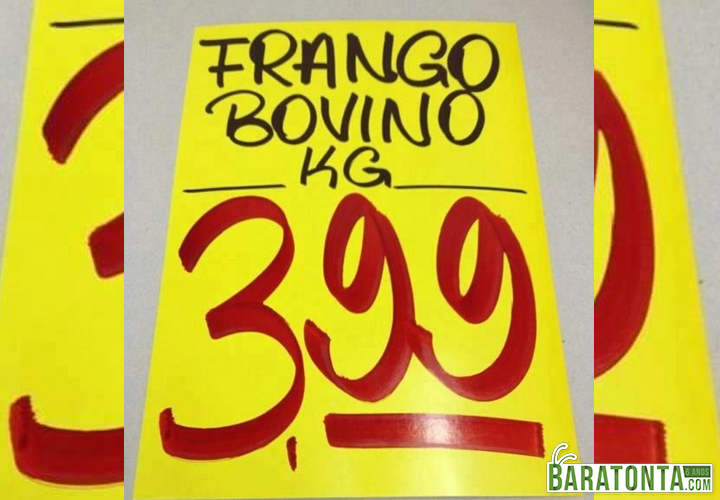 FRANGO
BOVINO
KG
3,99
6 ANOS
BARATONTA
.COM